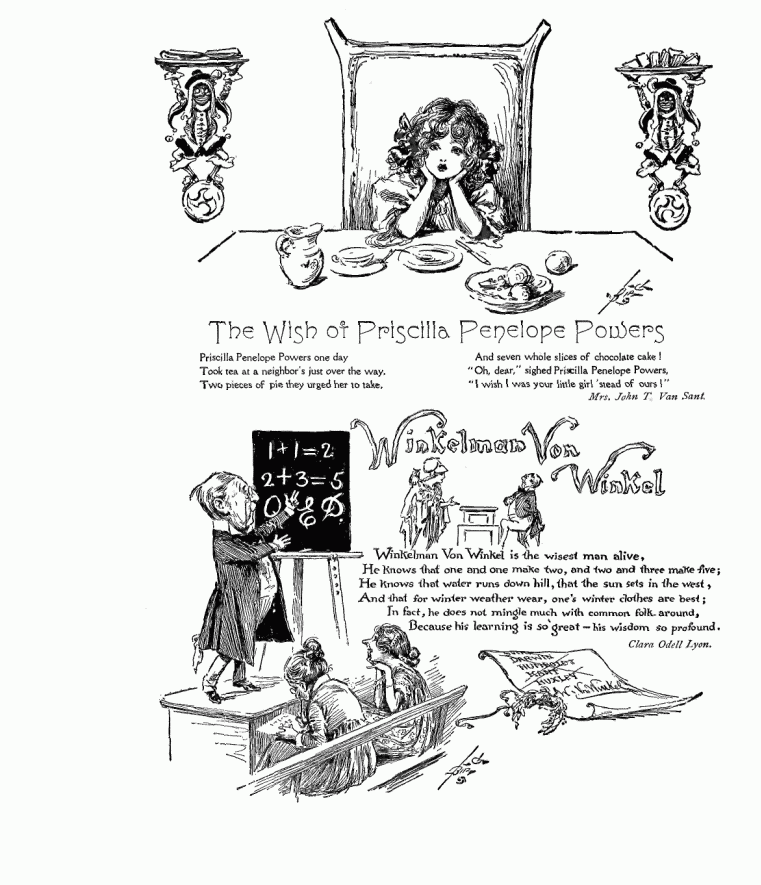 The Wish of Priscilla Penelope Powers
Priscilla Penelope Powers one day
Took tea at a neighbor's just over the way.
Two pieces of pie they urged her to take,
And seven whole slices of chocolate cake!
"Oh, dear," sighed Priscilla Penelope Powers,
"I wish I was your little girl 'stead of ours!"
Mrs. John T. Van Sant.
Winkelman Von
Winkel
1+1=2
2+3=5
Q E D.
Winkelman Von Winkel is the wisest man alive,
He knows that one and one make two, and two and three make five;
He knows that water runs down hill, that the sun sets in the west,
And that for winter weather wear, one's winter clothes are best;
In fact, he does not mingle much with common folk around,
Because his learning is so great — his wisdom so profound.
Clara Odell Lyon.
DARWIN
HUMBOLDT
HUXLEY